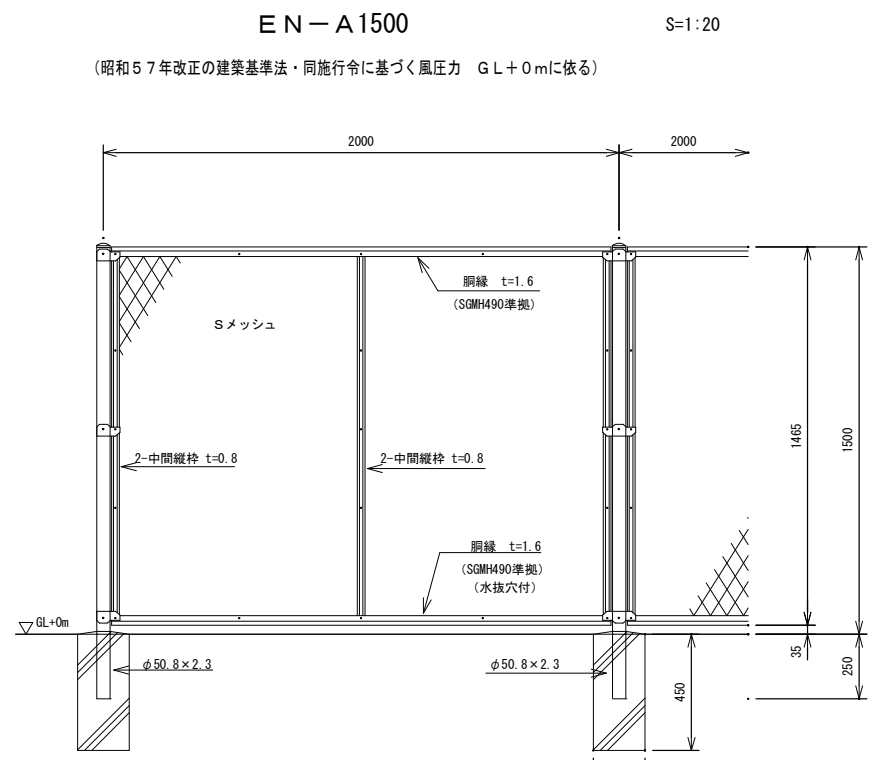 ＥＮ－Ａ1500
S=1:20
(昭和５７年改正の建築基準法・同施行令に基づく風圧力　ＧＬ＋０mに依る)
2000
2000
胴縁　t=1.6
(SGMH490準拠)
Ｓメッシュ
1465
1500
2-中間縦枠 t=0.8
2-中間縦枠 t=0.8
胴縁　t=1.6
(SGMH490準拠)
(水抜穴付)
GL+0m
φ50.8×2.3
φ50.8×2.3
35
250
450